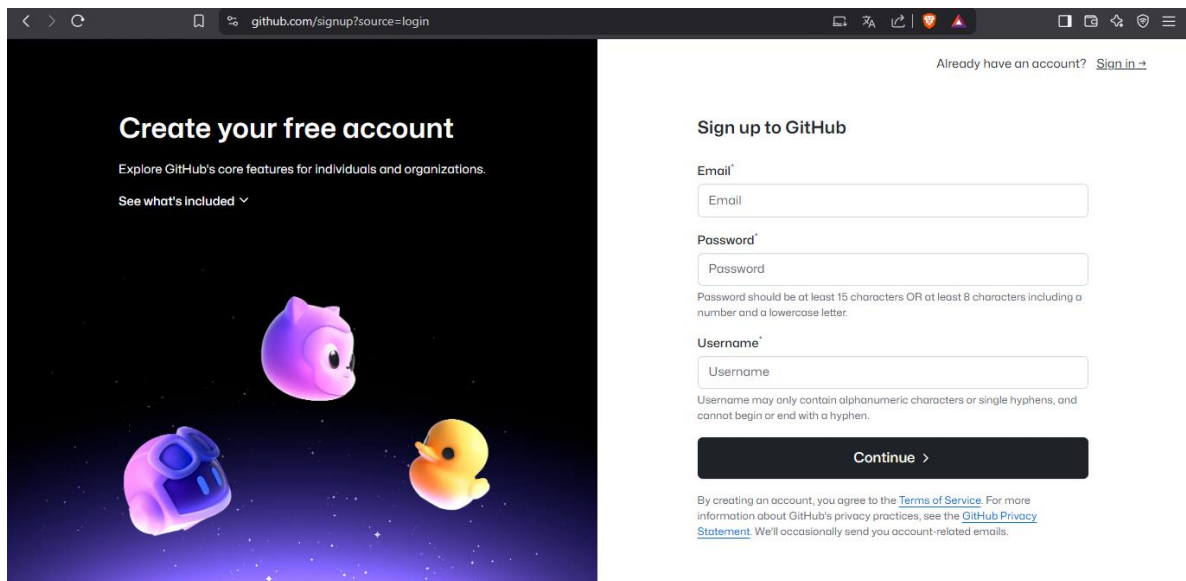 github.com/signup?source=login
Already have an account? Sign in →
Create your free account
Explore GitHub's core features for individuals and organizations.
See what's included
Sign up to GitHub
Email*
Email
Password*
Password
Password should be at least 15 characters OR at least 8 characters including a
number and a lowercase letter.
Username*
Username
Username may only contain alphanumeric characters or single hyphens, and
cannot begin or end with a hyphen.
Continue >
By creating an account, you agree to the Terms of Service. For more
information about GitHub's privacy practices, see the GitHub Privacy
Statement. We'll occasionally send you account-related emails.